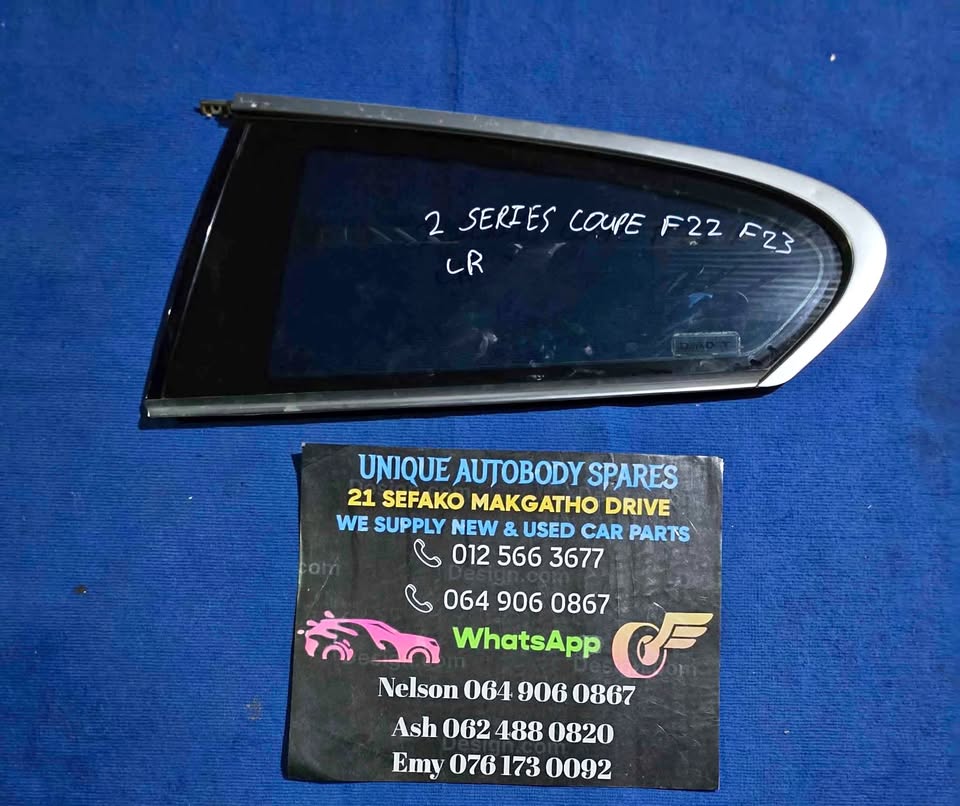 2 SERIES COUPE F22 F23
LR
UNIQUE AUTOBODY SPARES
21 SEFAKO MAKGATHO DRIVE
WE SUPPLY NEW & USED CAR PARTS
012 566 3677
064 906 0867
WhatsApp
Nelson 064 906 0867
Ash 062 488 0820
Emy 076 173 0092